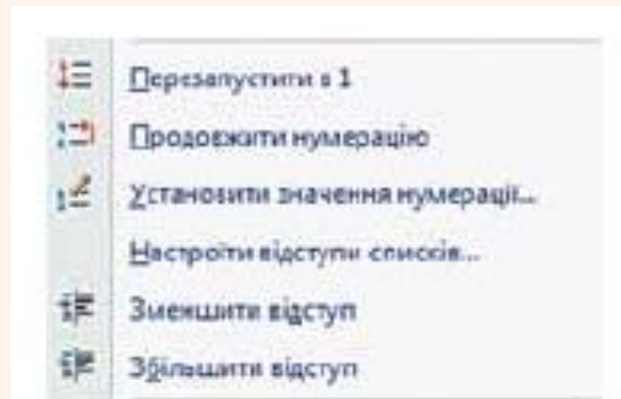 Перезапустити з 1
Продовжити нумерацію
Установити значення нумерації...
Настроїти відступи списків...
Зменшити відступ
Збільшити відступ